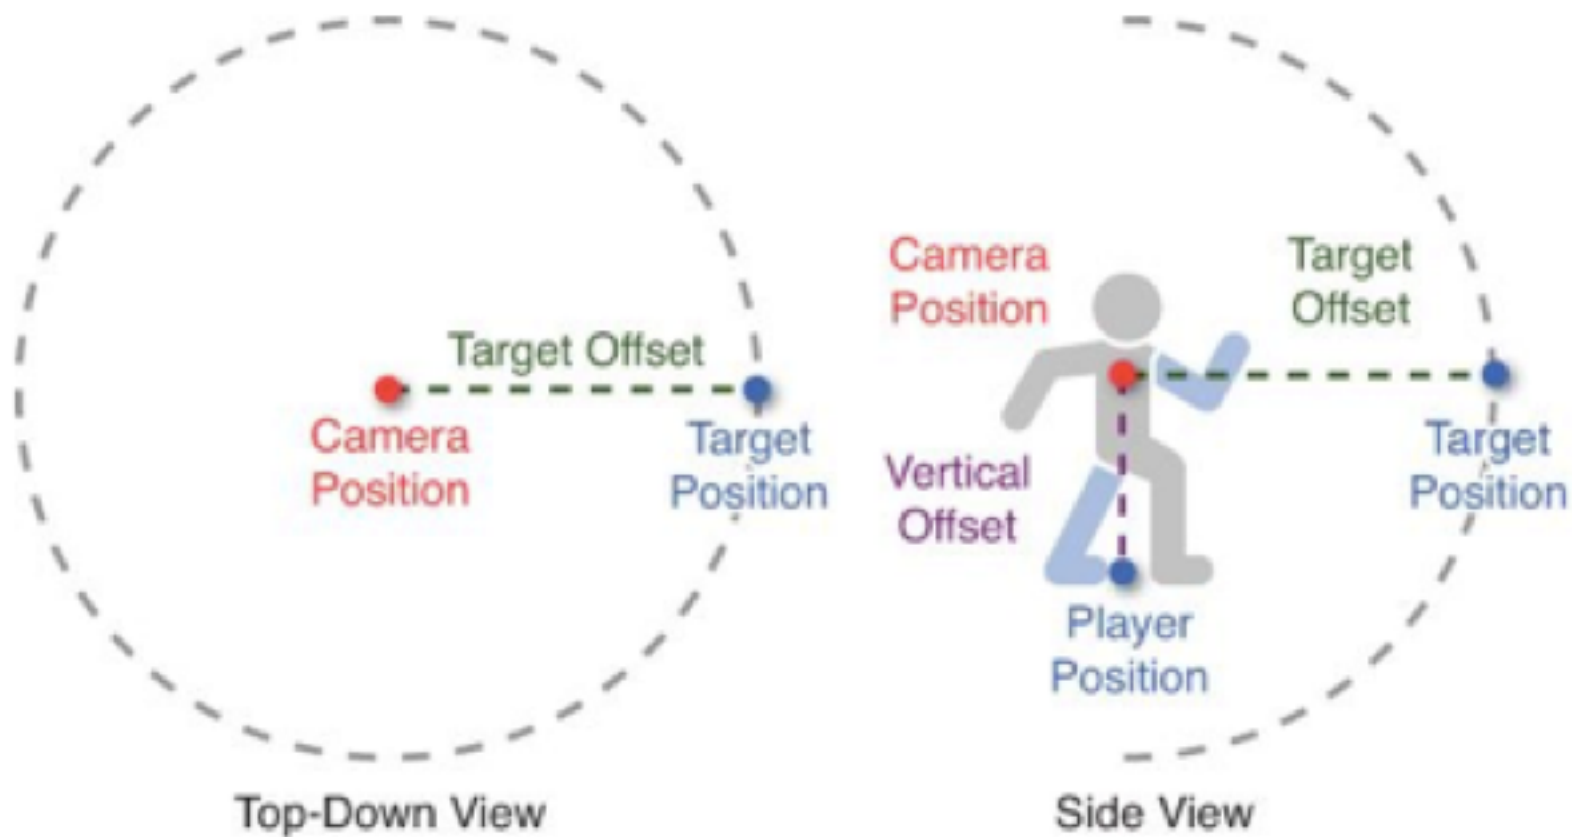 Target Offset
Camera
Position
Target
Position
Top-Down View
Camera
Position
Target
Offset
Vertical
Offset
Target
Position
Player
Position
Side View